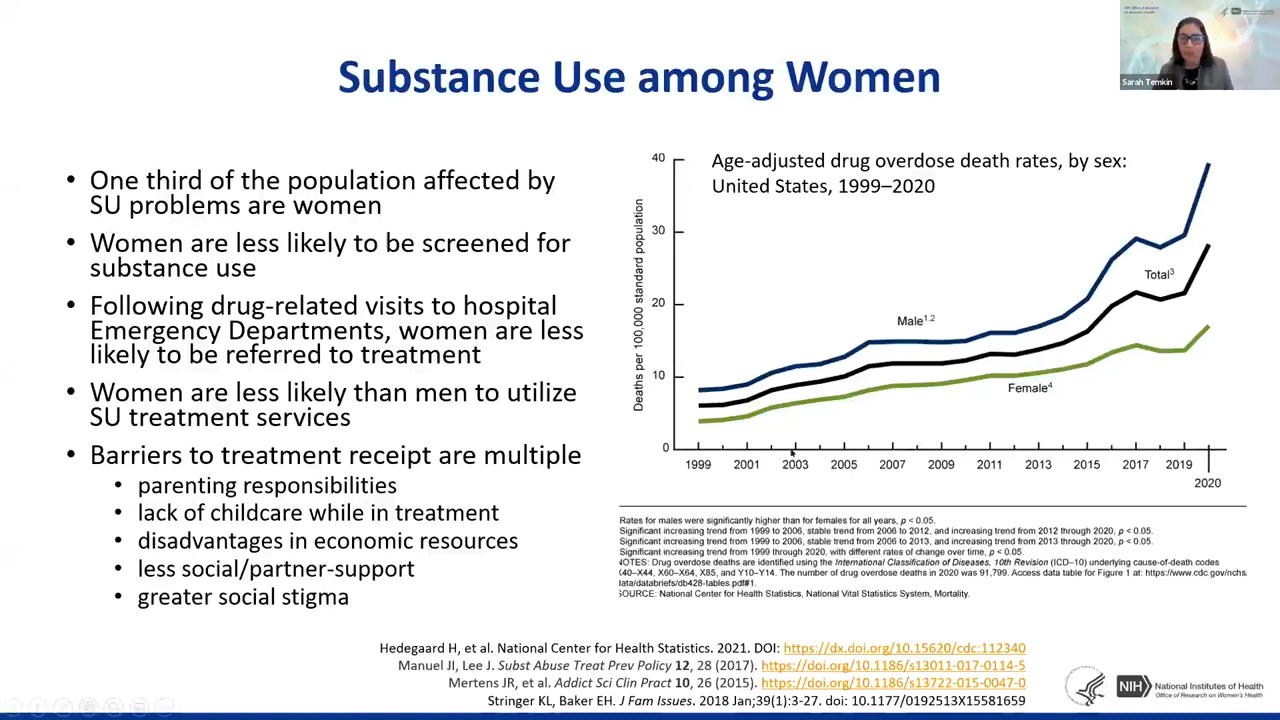 Substance Use among Women
Sarah Temkin
• One third of the population affected by
SU problems are women
• Women are less likely to be screened for
substance use
• Following drug-related visits to hospital
Emergency Departments, women are less
likely to be referred to treatment
• Women are less likely than men to utilize
SU treatment services
• Barriers to treatment receipt are multiple
• parenting responsibilities
• lack of childcare while in treatment
• disadvantages in economic resources
• less social/partner-support
• greater social stigma
Age-adjusted drug overdose death rates, by sex:
United States, 1999–2020
Deaths per 100,000 standard population
40
30
20
10
0
Male1,2
Total3
Female4
1999 2001 2003 2005 2007 2009 2011 2013 2015 2017 2019
2020
Rates for males were significantly higher than for females for all years, p < 0.05.
Significant increasing trend from 1999 to 2006, stable trend from 2006 to 2012, and increasing trend from 2012 through 2020, p < 0.05.
Significant increasing trend from 1999 to 2006, stable trend from 2006 to 2013, and increasing trend from 2013 through 2020, p < 0.05.
Significant increasing trend from 1999 through 2020, with different rates of change over time, p < 0.05.
NOTES: Drug overdose deaths are identified using the International Classification of Diseases, 10th Revision (ICD–10) underlying cause-of-death codes
X40–X44, X60–X64, X85, and Y10–Y14. The number of drug overdose deaths in 2020 was 91,799. Access data table for Figure 1 at: https://www.cdc.gov/nchs
/data/databriefs/db428-tables.pdf#1.
SOURCE: National Center for Health Statistics, National Vital Statistics System, Mortality.
Hedegaard H, et al. National Center for Health Statistics. 2021. DOI: https://dx.doi.org/10.15620/cdc:112340
Manuel JI, Lee J. Subst Abuse Treat Prev Policy 12, 28 (2017). https://doi.org/10.1186/s13011-017-0114-5
Mertens JR, et al. Addict Sci Clin Pract 10, 26 (2015). https://doi.org/10.1186/s13722-015-0047-0
Stringer KL, Baker EH. J Fam Issues. 2018 Jan;39(1):3-27. doi: 10.1177/0192513X15581659
NIH National Institutes of Health
Office of Research on Women's Health